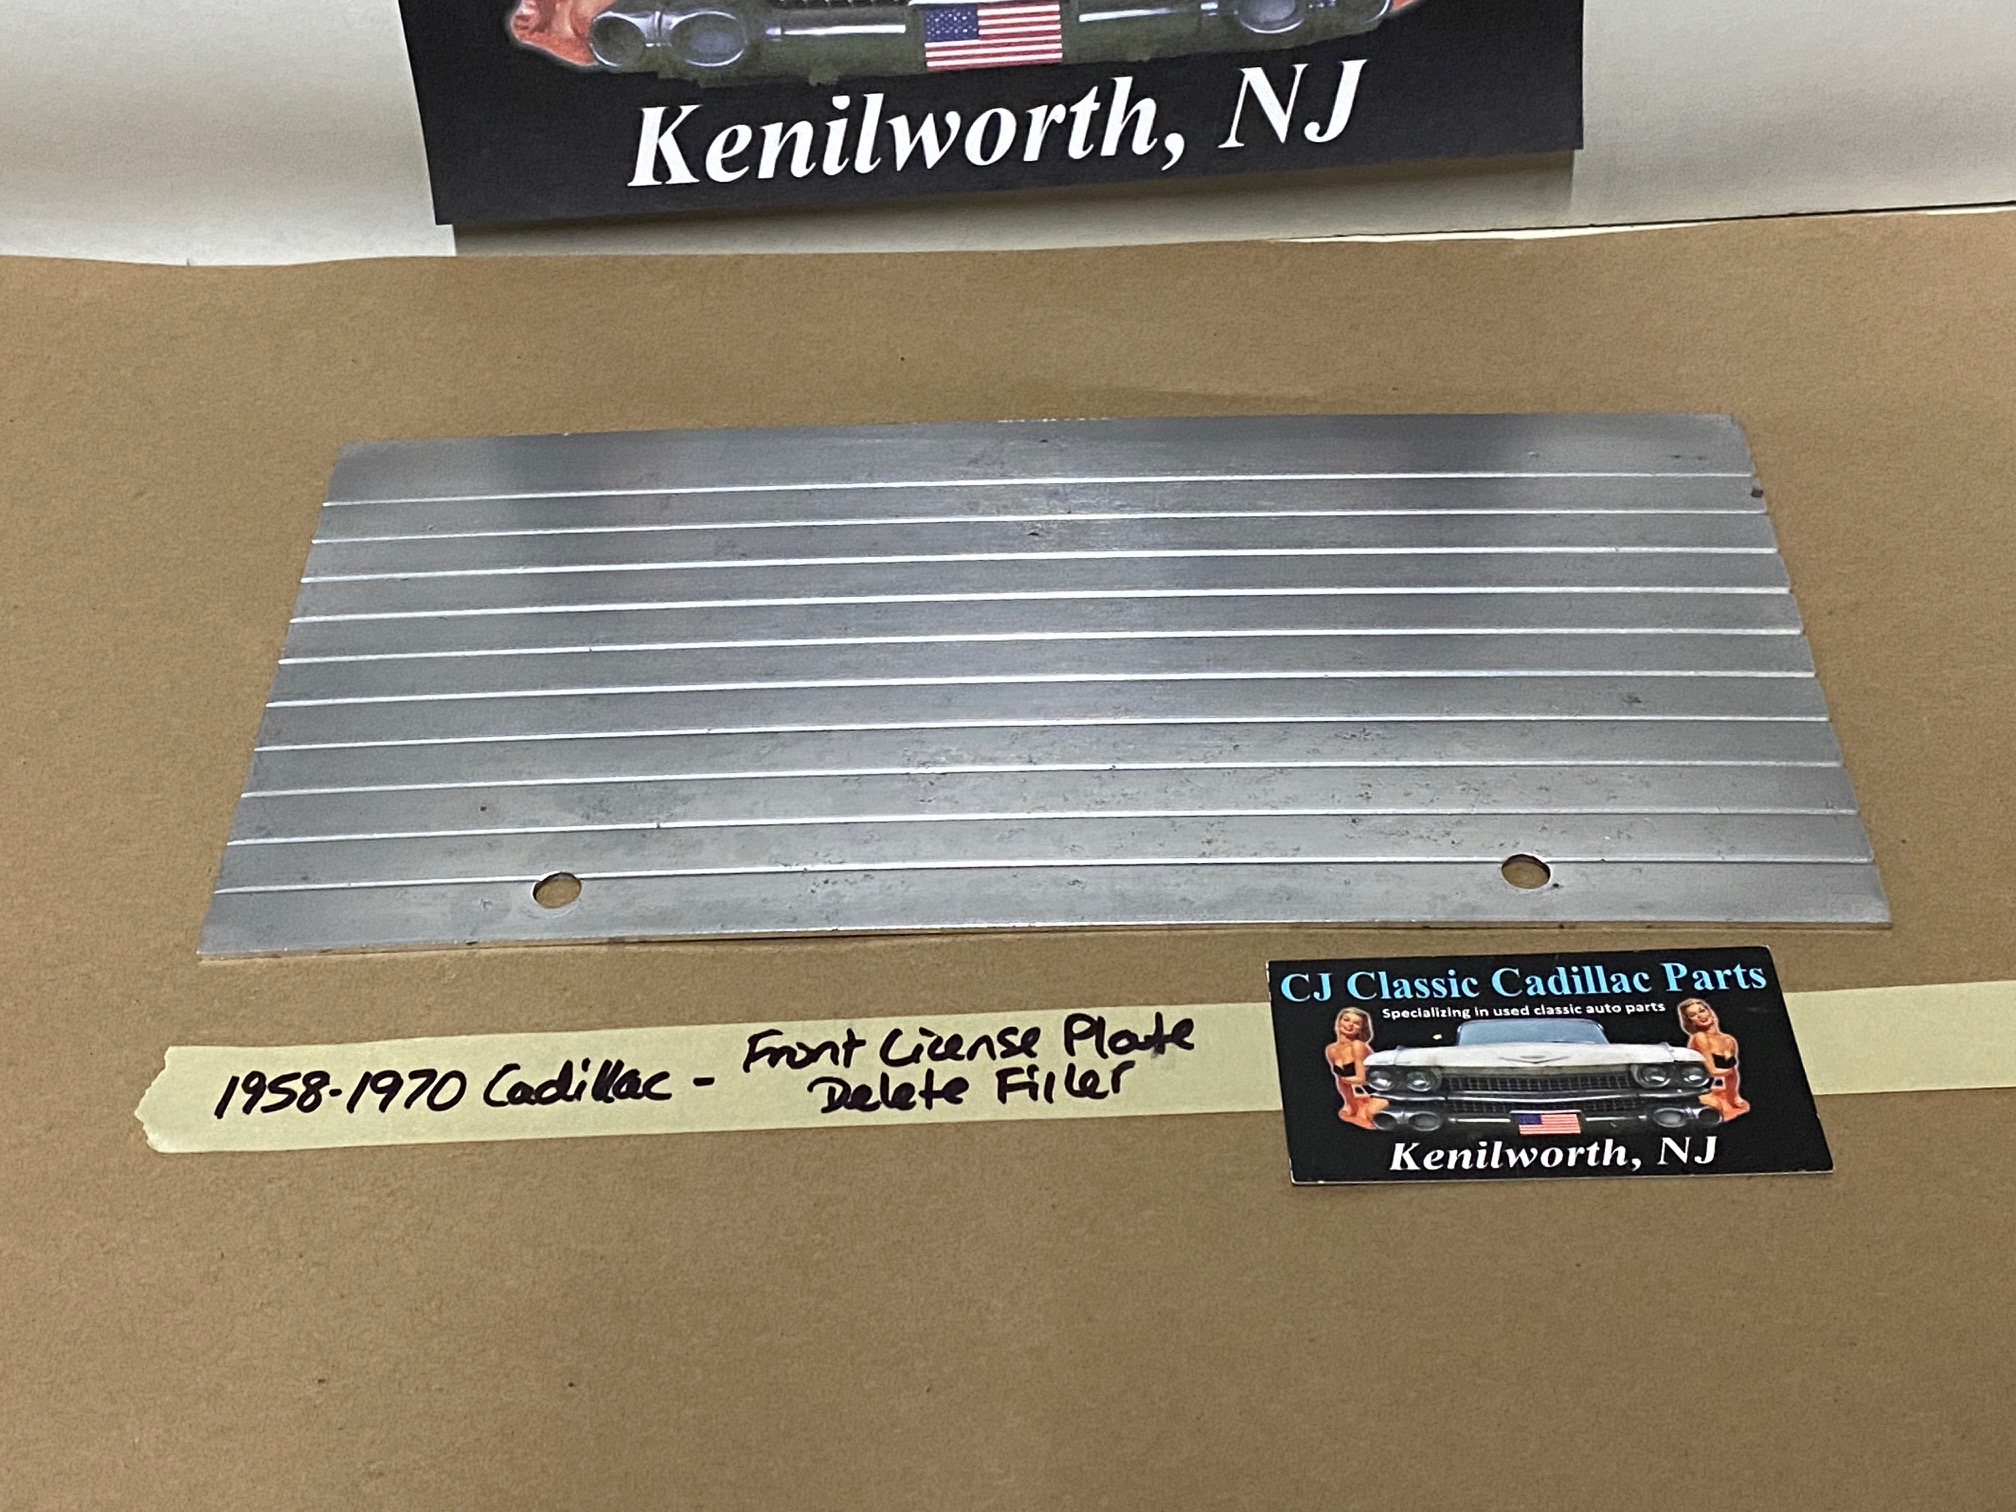 Kenilworth, NJ
1958-1970 Cadillac - Front License Plate
Delete Filler
CJ Classic Cadillac Parts
Specializing in used classic auto parts
Kenilworth, NJ